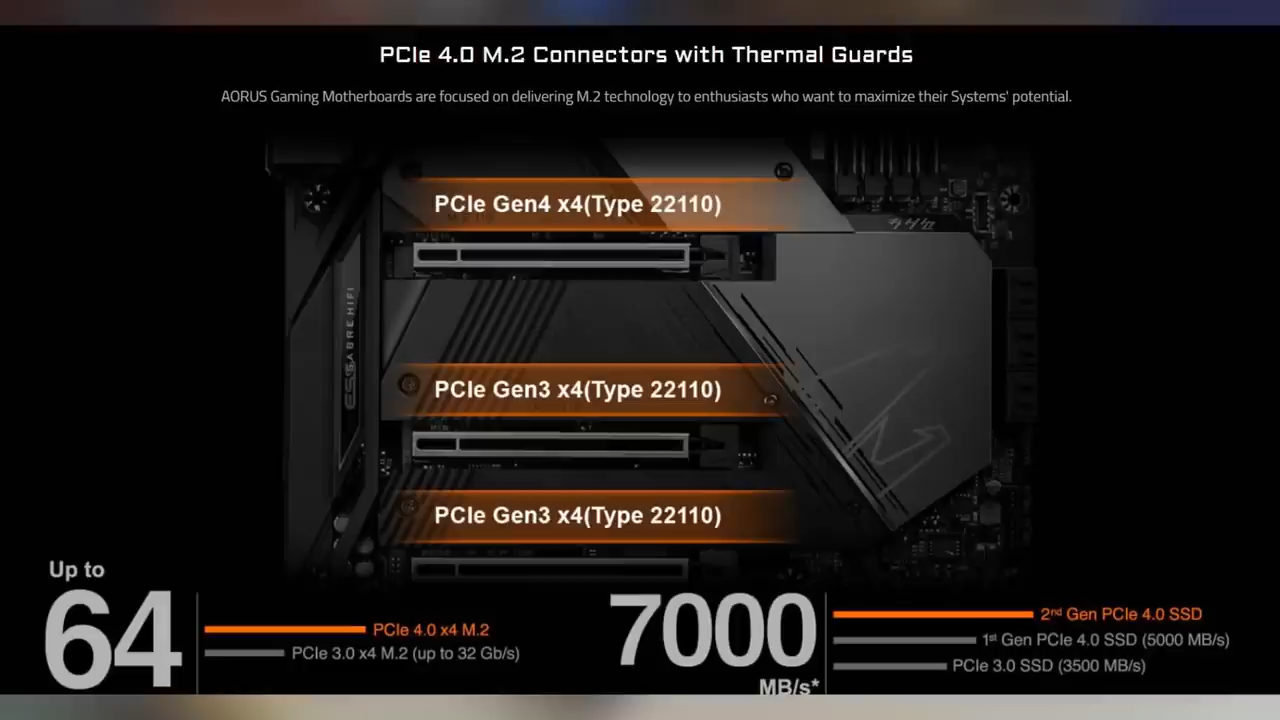 PCIe 4.0 M.2 Connectors with Thermal Guards
AORUS Gaming Motherboards are focused on delivering M.2 technology to enthusiasts who want to maximize their Systems' potential.
PCIe Gen4 x4(Type 22110)
ESS SABRE HIFI
PCIe Gen3 x4(Type 22110)
PCIe Gen3 x4(Type 22110)
Up to
64
PCIe 4.0 x4 M.2
PCIe 3.0 x4 M.2 (up to 32 Gb/s)
7000
MB/s*
2nd Gen PCIe 4.0 SSD
1st Gen PCIe 4.0 SSD (5000 MB/s)
PCIe 3.0 SSD (3500 MB/s)